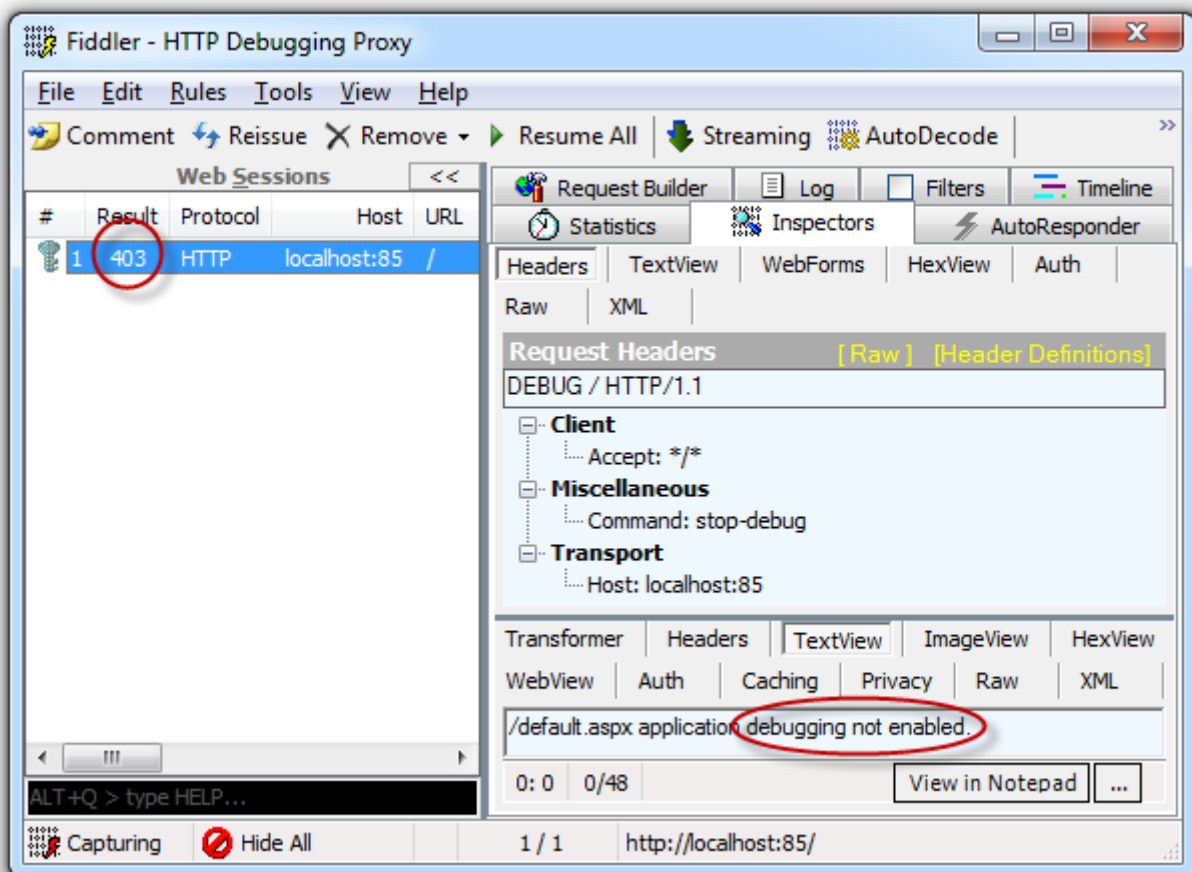 Fiddler - HTTP Debugging Proxy
File Edit Rules Tools View Help
Comment Reissue Remove Resume All Streaming AutoDecode >>
Web Sessions <<
# Result Protocol Host URL
1 403 HTTP localhost:85 /
Request Builder Log Filters Timeline
Statistics Inspectors AutoResponder
Headers TextView WebForms HexView Auth
Raw XML
Request Headers [ Raw ] [Header Definitions]
DEBUG / HTTP/1.1
Client
Accept: */*
Miscellaneous
Command: stop-debug
Transport
Host: localhost:85
Transformer Headers TextView ImageView HexView
WebView Auth Caching Privacy Raw XML
/default.aspx application debugging not enabled.
0: 0 0/48 View in Notepad ...
ALT+Q > type HELP...
Capturing Hide All 1 / 1 http://localhost:85/